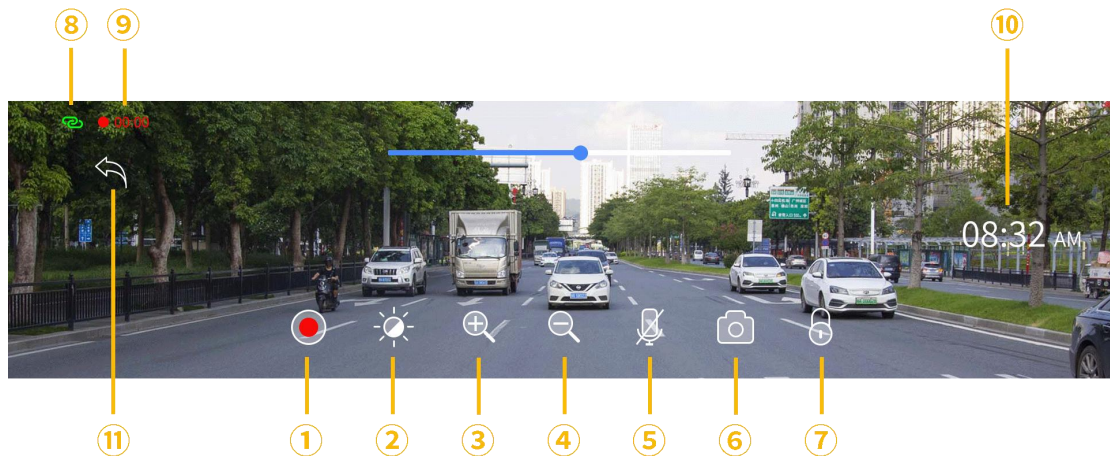 ⑧ ⑨ ⑩
00:00
08:32 AM
⑪ ① ② ③ ④ ⑤ ⑥ ⑦